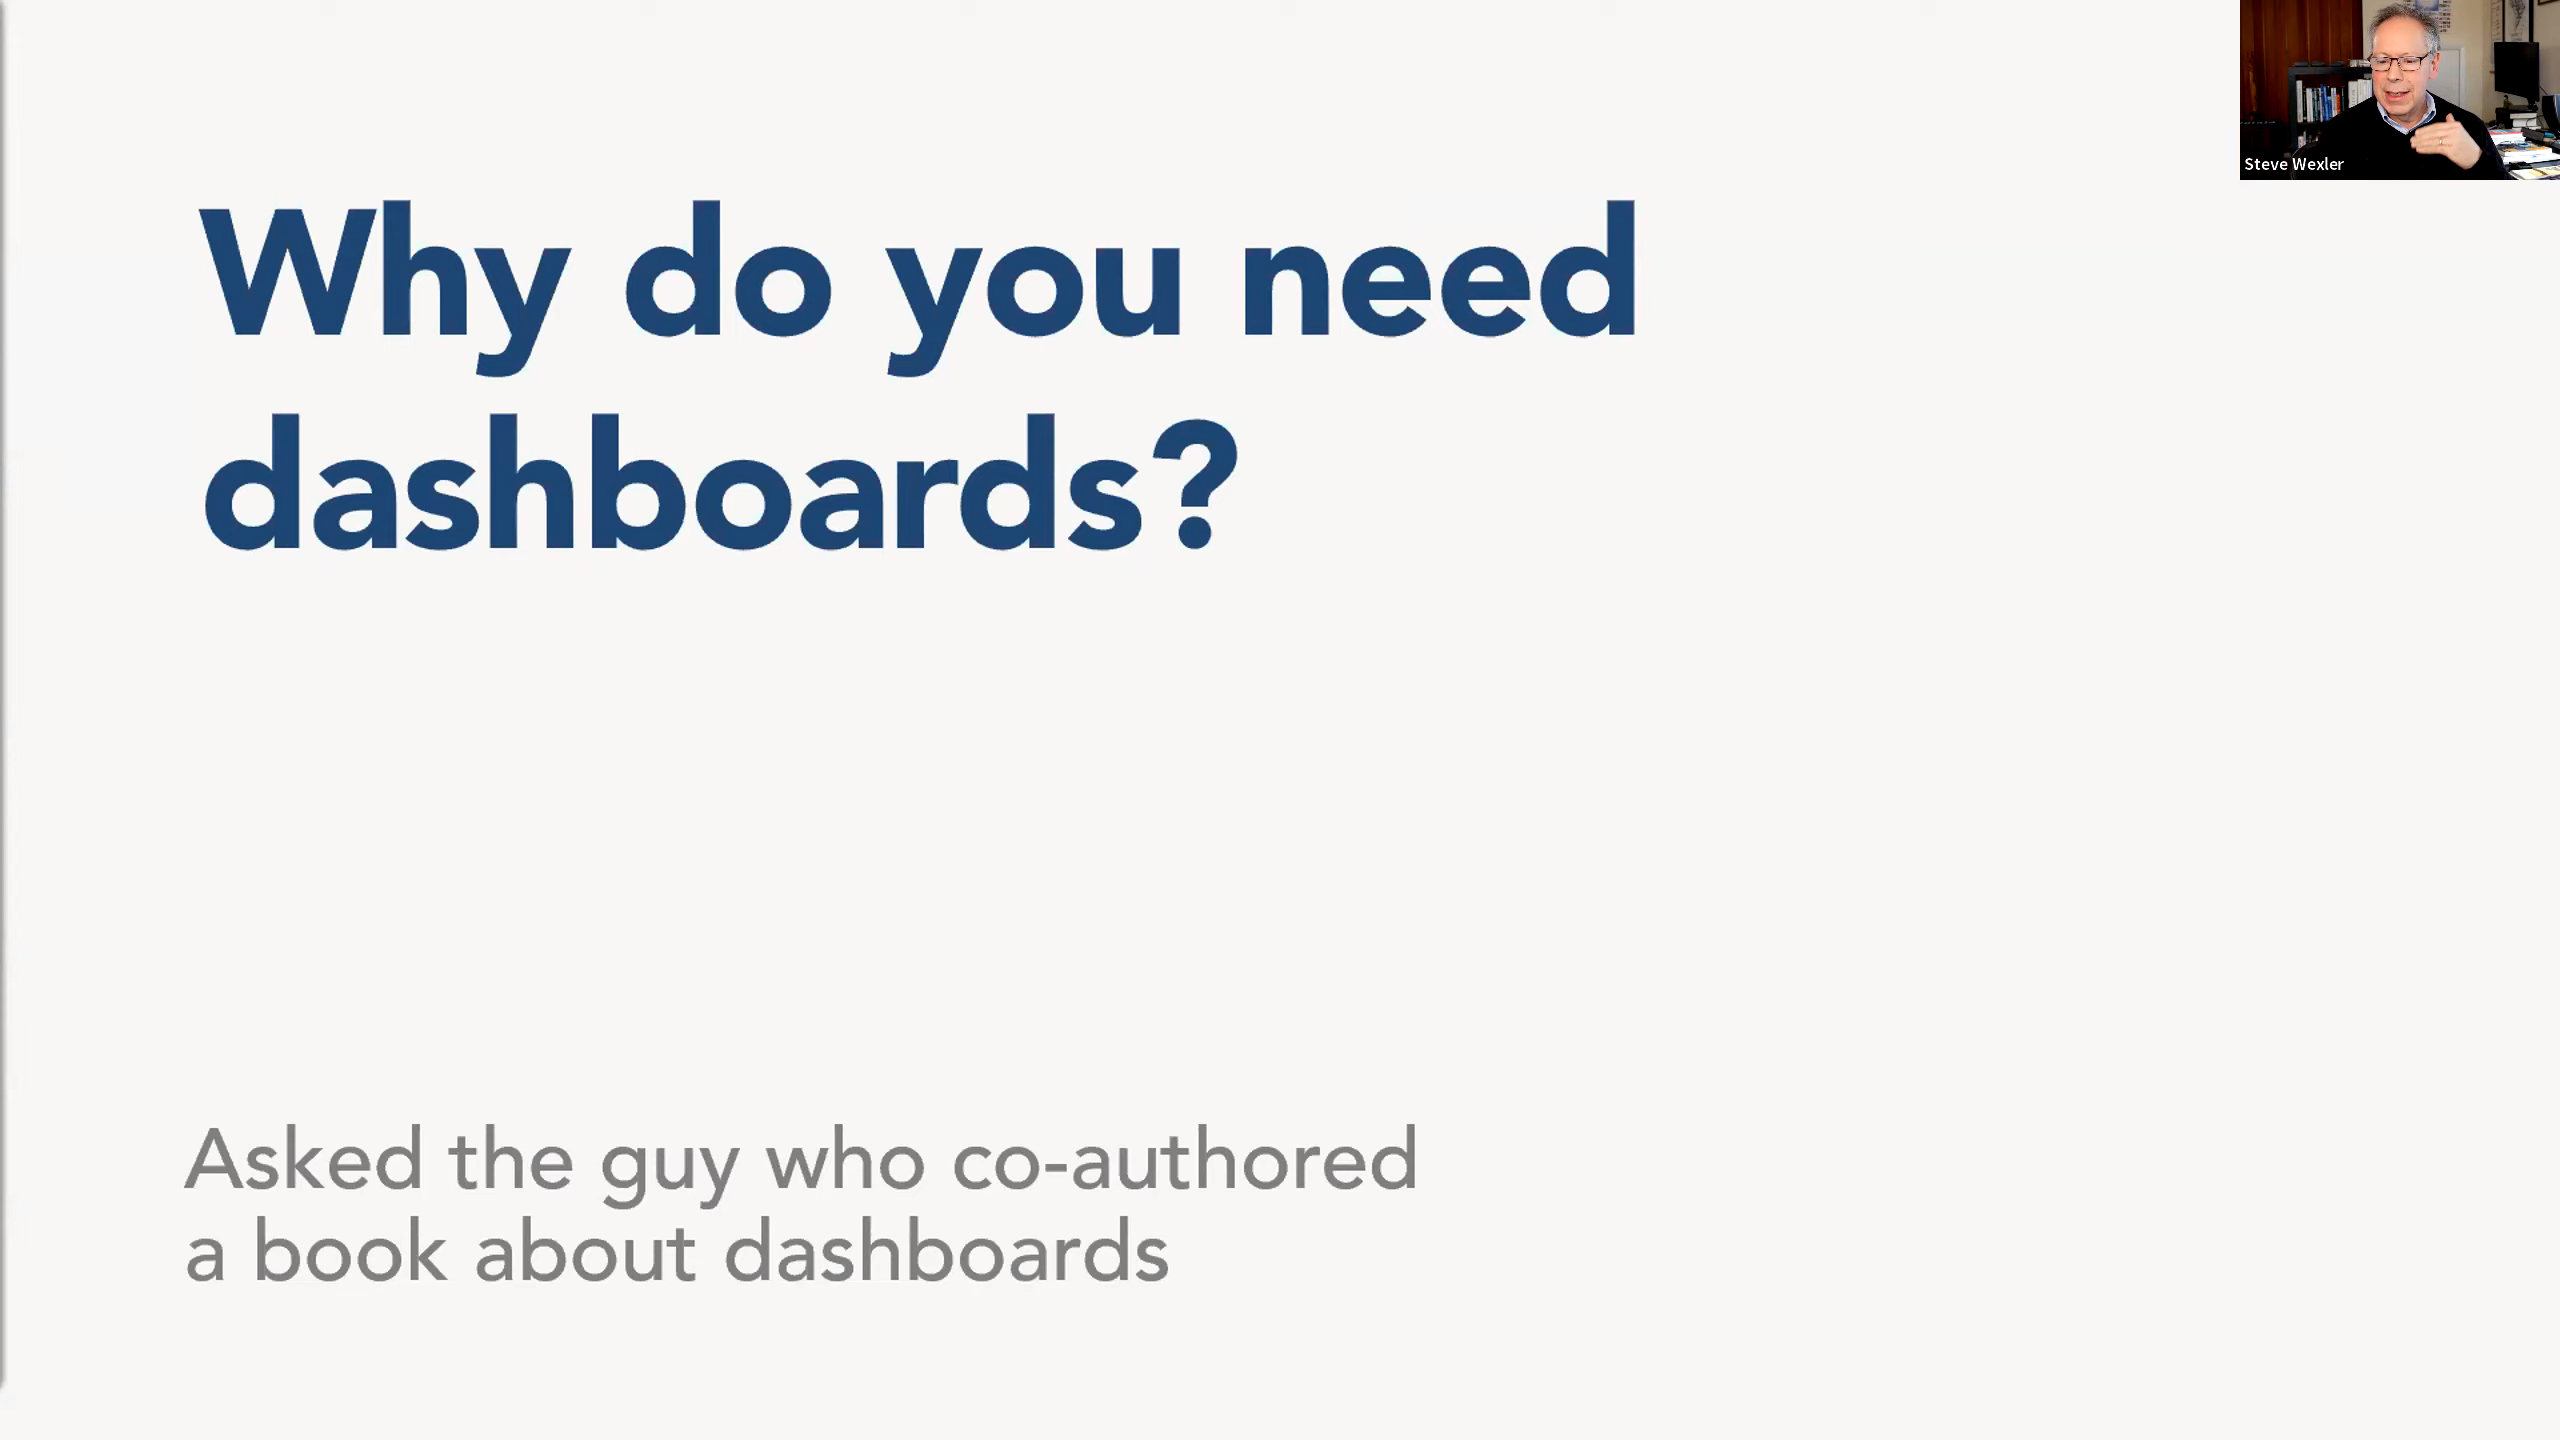 Why do you need
dashboards?
Asked the guy who co-authored
a book about dashboards
Steve Wexler